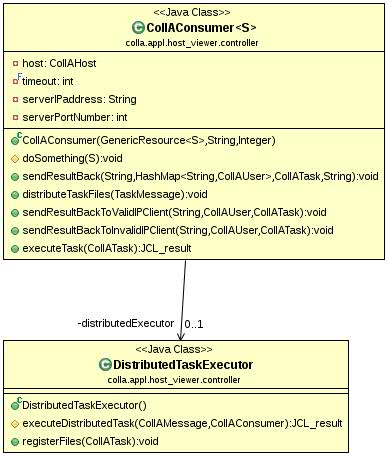 <<Java Class>>
CollAConsumer<S>
colla.appl.host_viewer.controller
host: CollAHost
timeout: int
serverIPaddress: String
serverPortNumber: int
CollAConsumer(GenericResource<S>,String,Integer)
doSomething(S):void
sendResultBack(String,HashMap<String,CollAUser>,CollATask,String):void
distributeTaskFiles(TaskMessage):void
sendResultBackToValidIPClient(String,CollAUser,CollATask):void
sendResultBackToInvalidIPClient(String,CollAUser,CollATask):void
executeTask(CollATask):JCL_result
-distributedExecutor 0..1
<<Java Class>>
DistributedTaskExecutor
colla.appl.host_viewer.controller
DistributedTaskExecutor()
executeDistributedTask(CollAMessage,CollAConsumer):JCL_result
registerFiles(CollATask):void